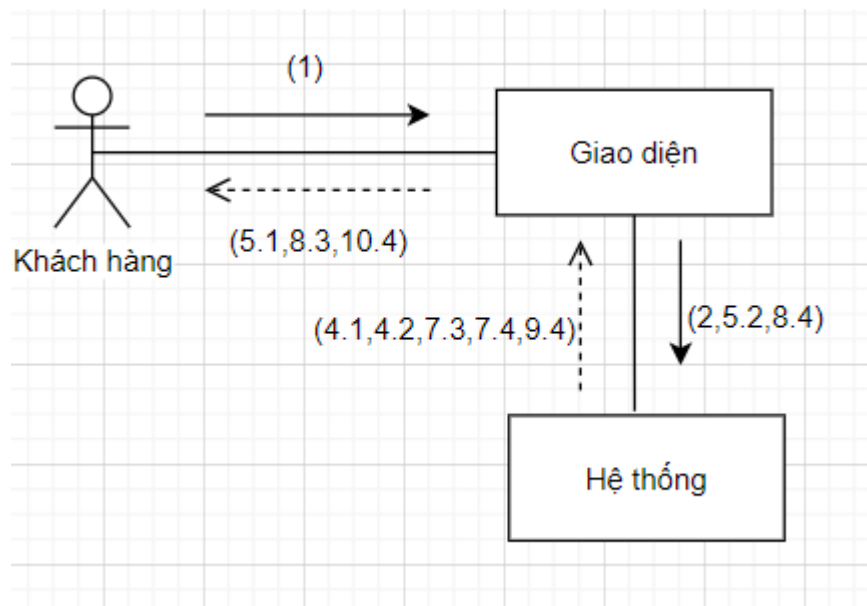 (1)
Giao diện
(5.1,8.3,10.4)
Khách hàng
(4.1,4.2,7.3,7.4,9.4)
(2,5.2,8.4)
Hệ thống